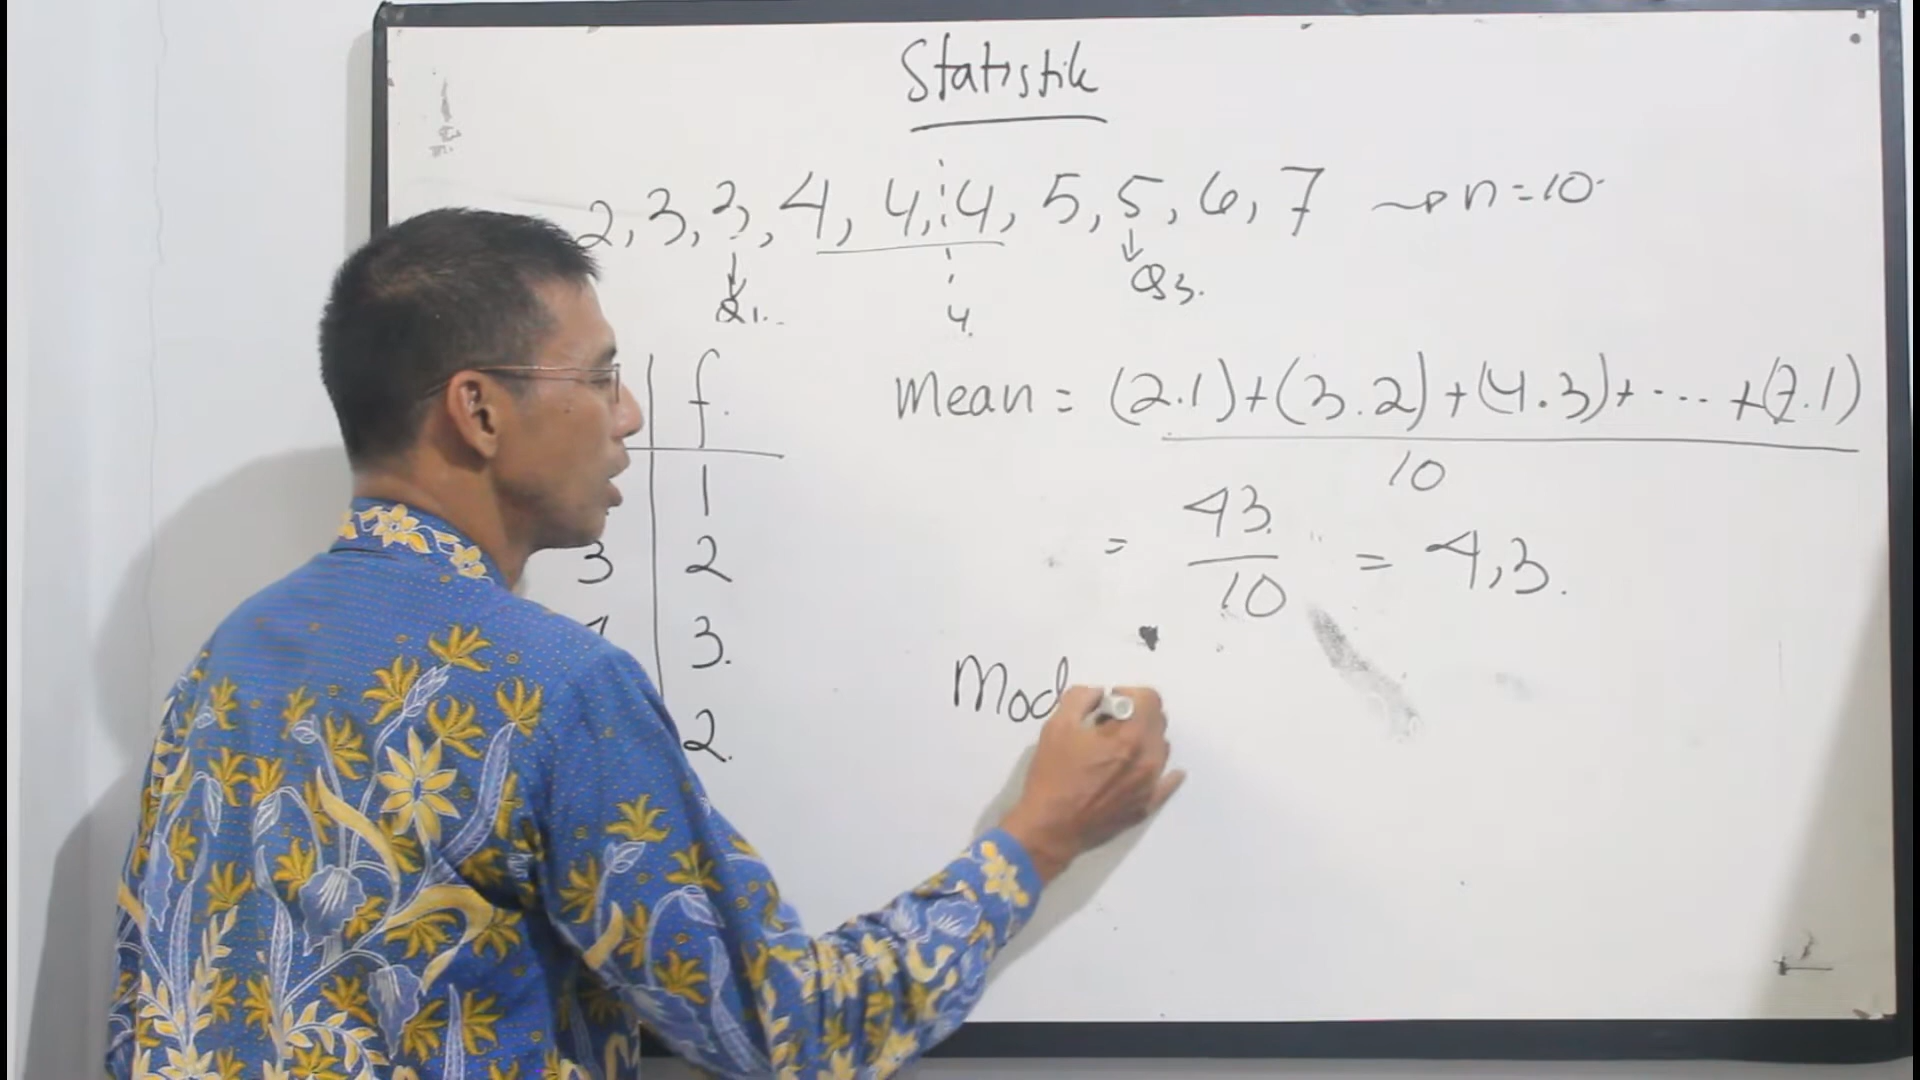 Statistik
2, 3, 3, 4, 4, 4, 5, 5, 6, 7 → n = 10
Q1. 4. Q3.
f.
1
3 2
3.
2.
Mean = (2.1) + (3.2) + (4.3) + ... + (7.1)
10
= 43. = 4,3.
10
Mod